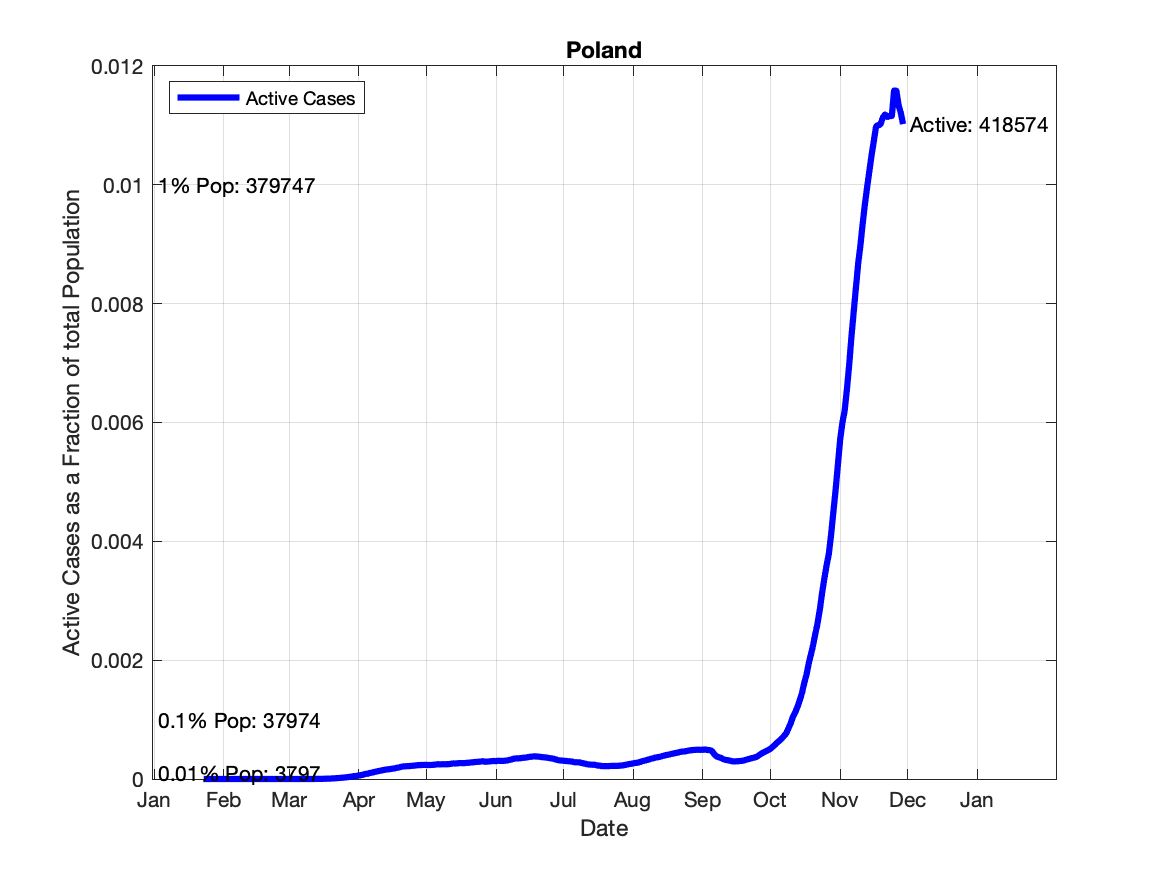 Poland
0.012
Active Cases
Active: 418574
0.01
1% Pop: 379747
0.008
0.006
0.004
0.002
0.1% Pop: 37974
0.01% Pop: 3797
0
Jan Feb Mar Apr May Jun Jul Aug Sep Oct Nov Dec Jan
Date
Active Cases as a Fraction of total Population